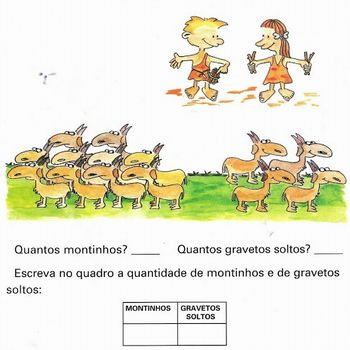 Quantos montinhos? ____ Quantos gravetos soltos? ____
Escreva no quadro a quantidade de montinhos e de gravetos
soltos:
MONTINHOS GRAVETOS
SOLTOS